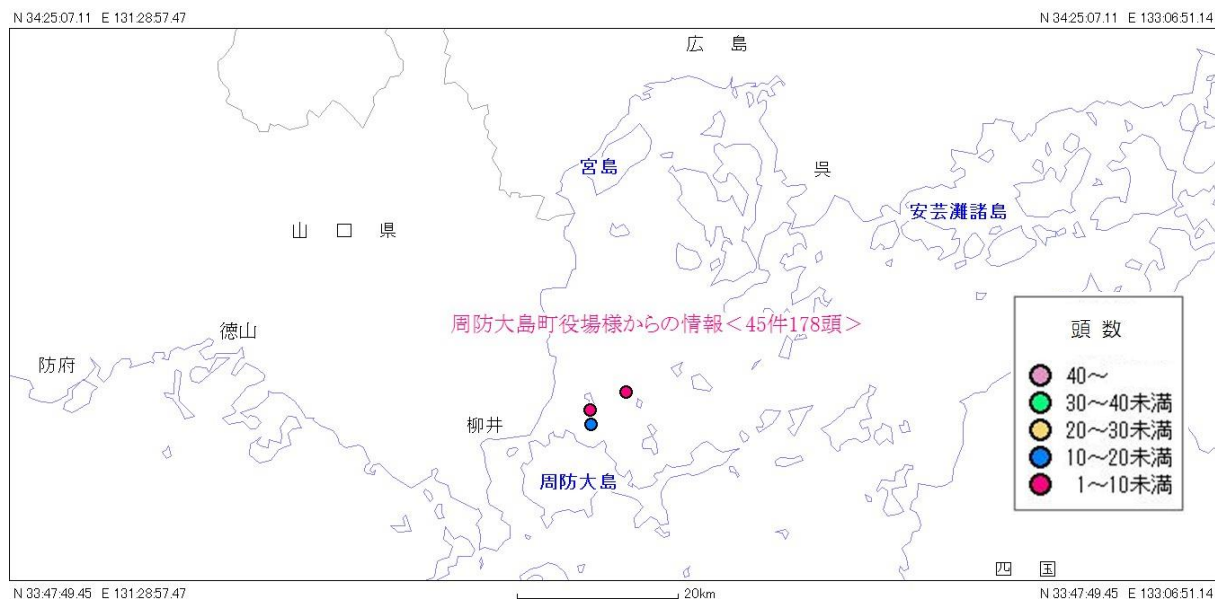 N 34:25:07.11 E 131:28:57.47
N 34:25:07.11 E 133:06:51.14
広 島
宮島
呉
安芸灘諸島
山 口 県
周防大島町役場様からの情報<45件178頭>
徳山
防府
柳井
周防大島
頭 数
40~
30~40未満
20~30未満
10~20未満
1~10未満
四 国
N 33:47:49.45 E 131:28:57.47
20km
N 33:47:49.45 E 133:06:51.14